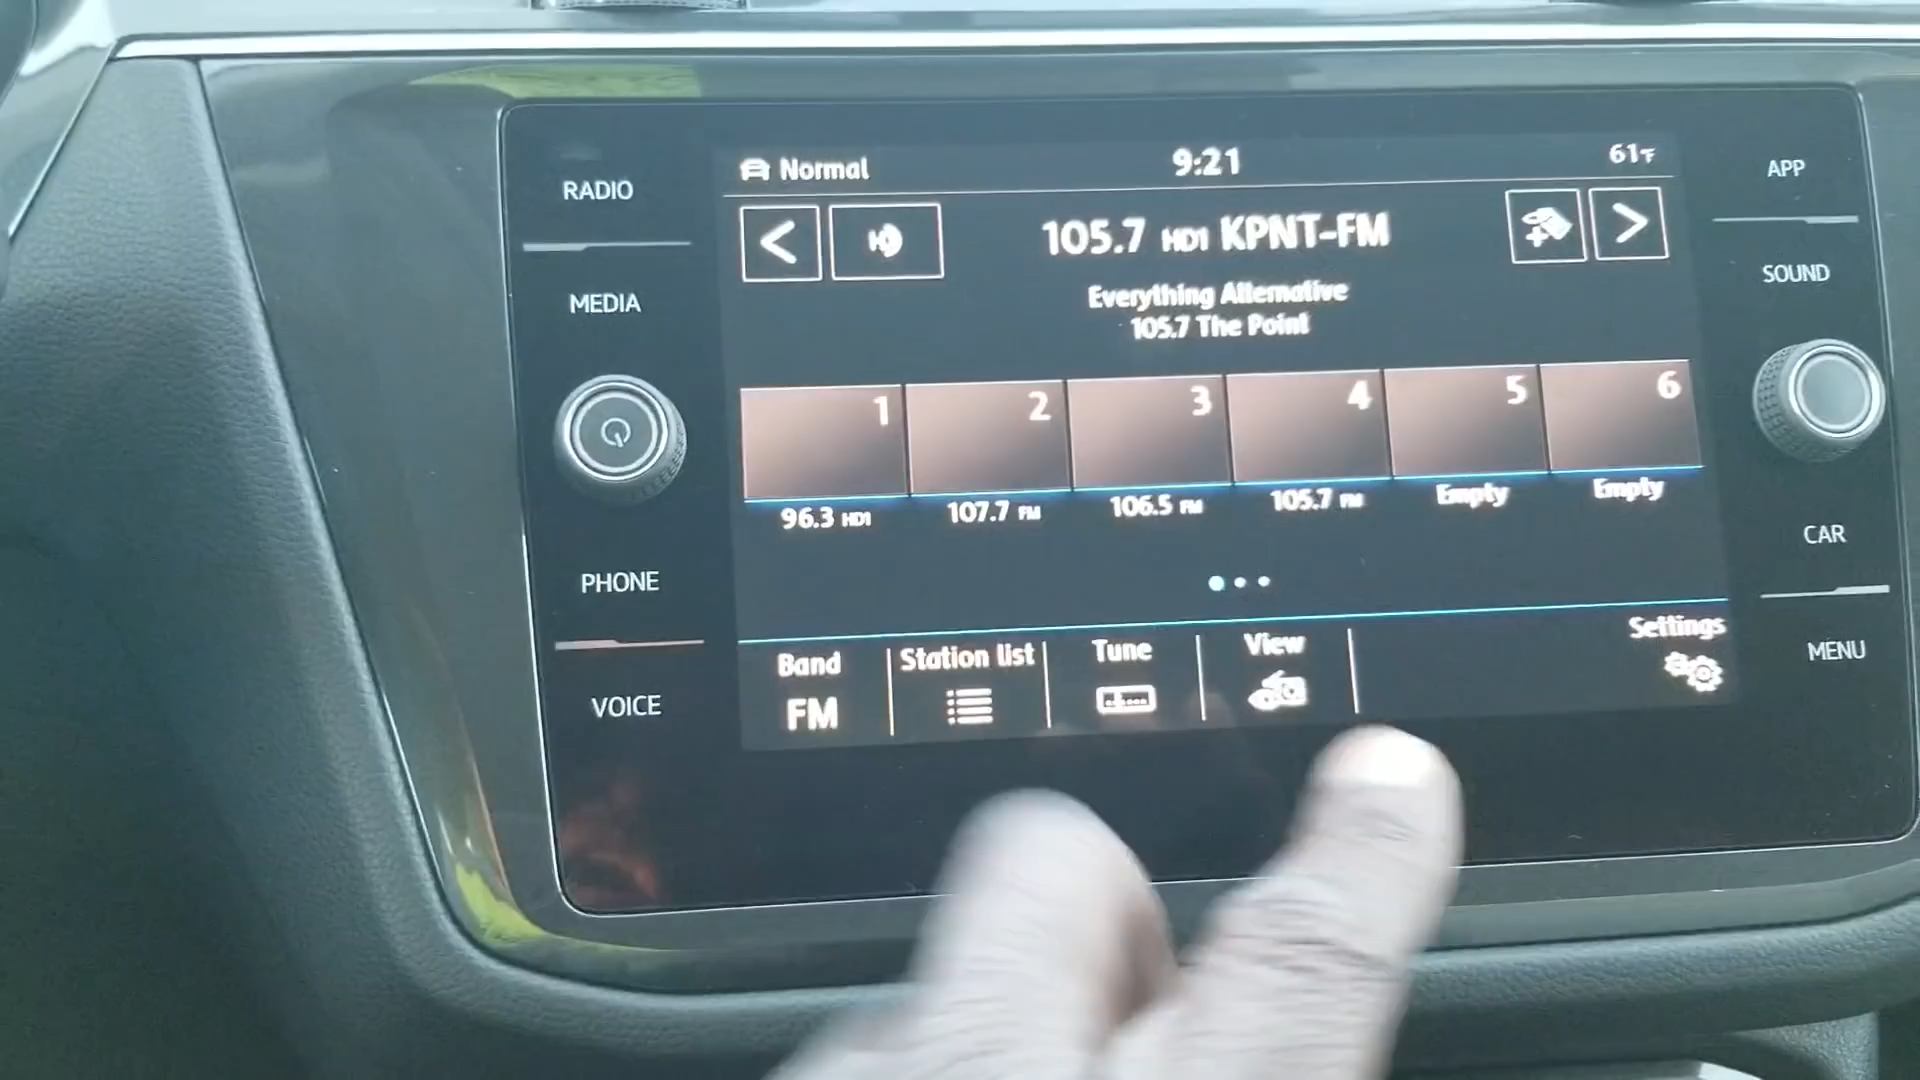 RADIO
MEDIA
PHONE
VOICE
Normal
9:21
61°F
105.7 HD1 KPNT-FM
Everything Alternative
105.7 The Point
1
2
3
4
5
6
96.3 HD1
107.7 FM
106.5 FM
105.7 FM
Empty
Empty
Band
FM
Station list
Tune
View
Settings
APP
SOUND
CAR
MENU